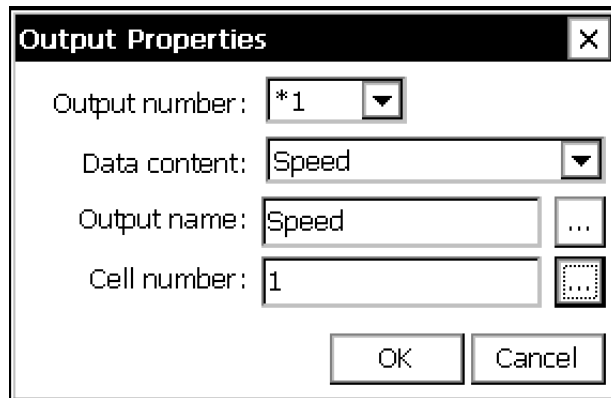 Output Properties
Output number: *1
Data content: Speed
Output name: Speed ...
Cell number: 1 ...
OK Cancel